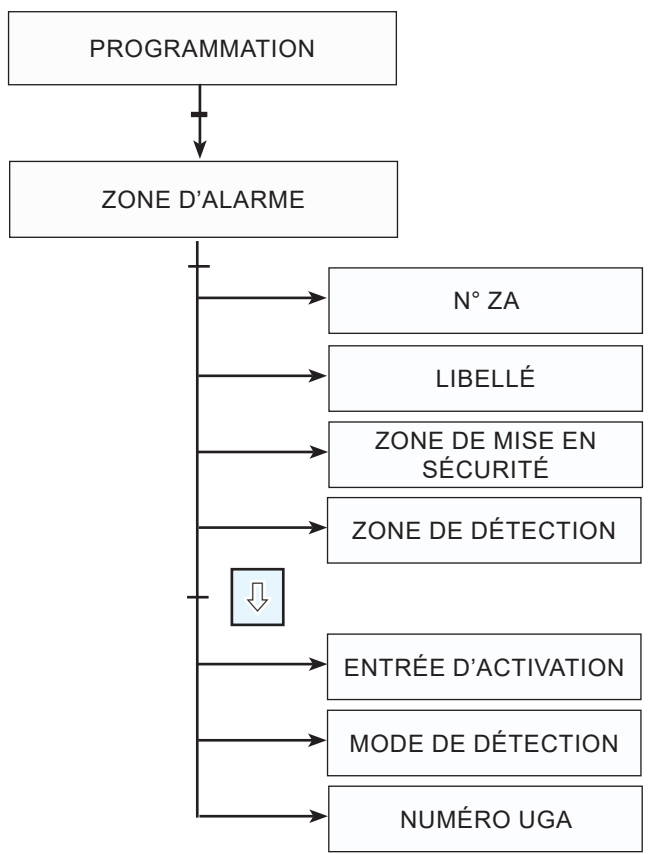 PROGRAMMATION
ZONE D'ALARME
N° ZA
LIBELLÉ
ZONE DE MISE EN
SÉCURITÉ
ZONE DE DÉTECTION
ENTRÉE D'ACTIVATION
MODE DE DÉTECTION
NUMÉRO UGA